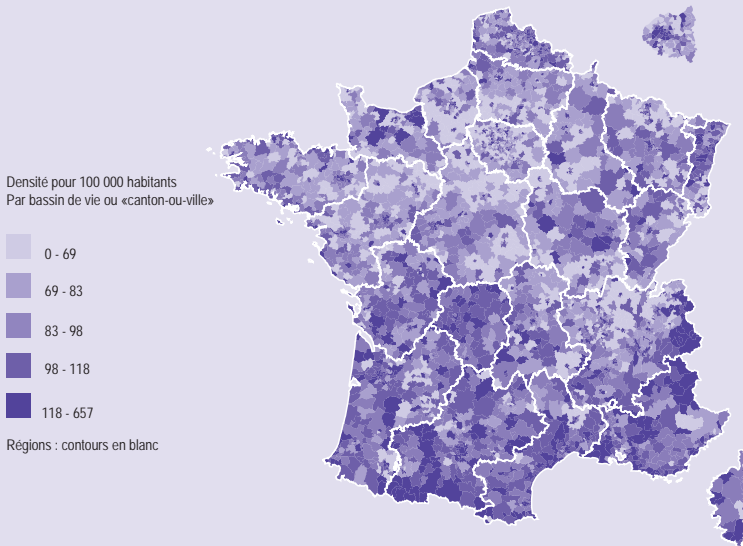 Densité pour 100 000 habitants
Par bassin de vie ou «canton-ou-ville»
0 - 69
69 - 83
83 - 98
98 - 118
118 - 657
Régions : contours en blanc